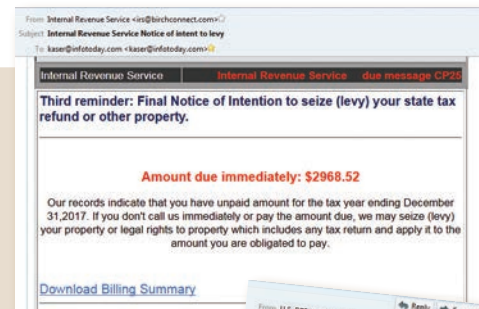 From Internal Revenue Service <irs@birchconnect.com>
Subject Internal Revenue Service Notice of intent to levy
To kaser@infotoday.com <kaser@infotoday.com>
Internal Revenue Service Internal Revenue Service due message CP25
Third reminder: Final Notice of Intention to seize (levy) your state tax
refund or other property.
Amount due immediately: $2968.52
Our records indicate that you have unpaid amount for the tax year ending December
31,2017. If you don't call us immediately or pay the amount due, we may seize (levy)
your property or legal rights to property which includes any tax return and apply it to the
amount you are obligated to pay.
Download Billing Summary
From
Reply